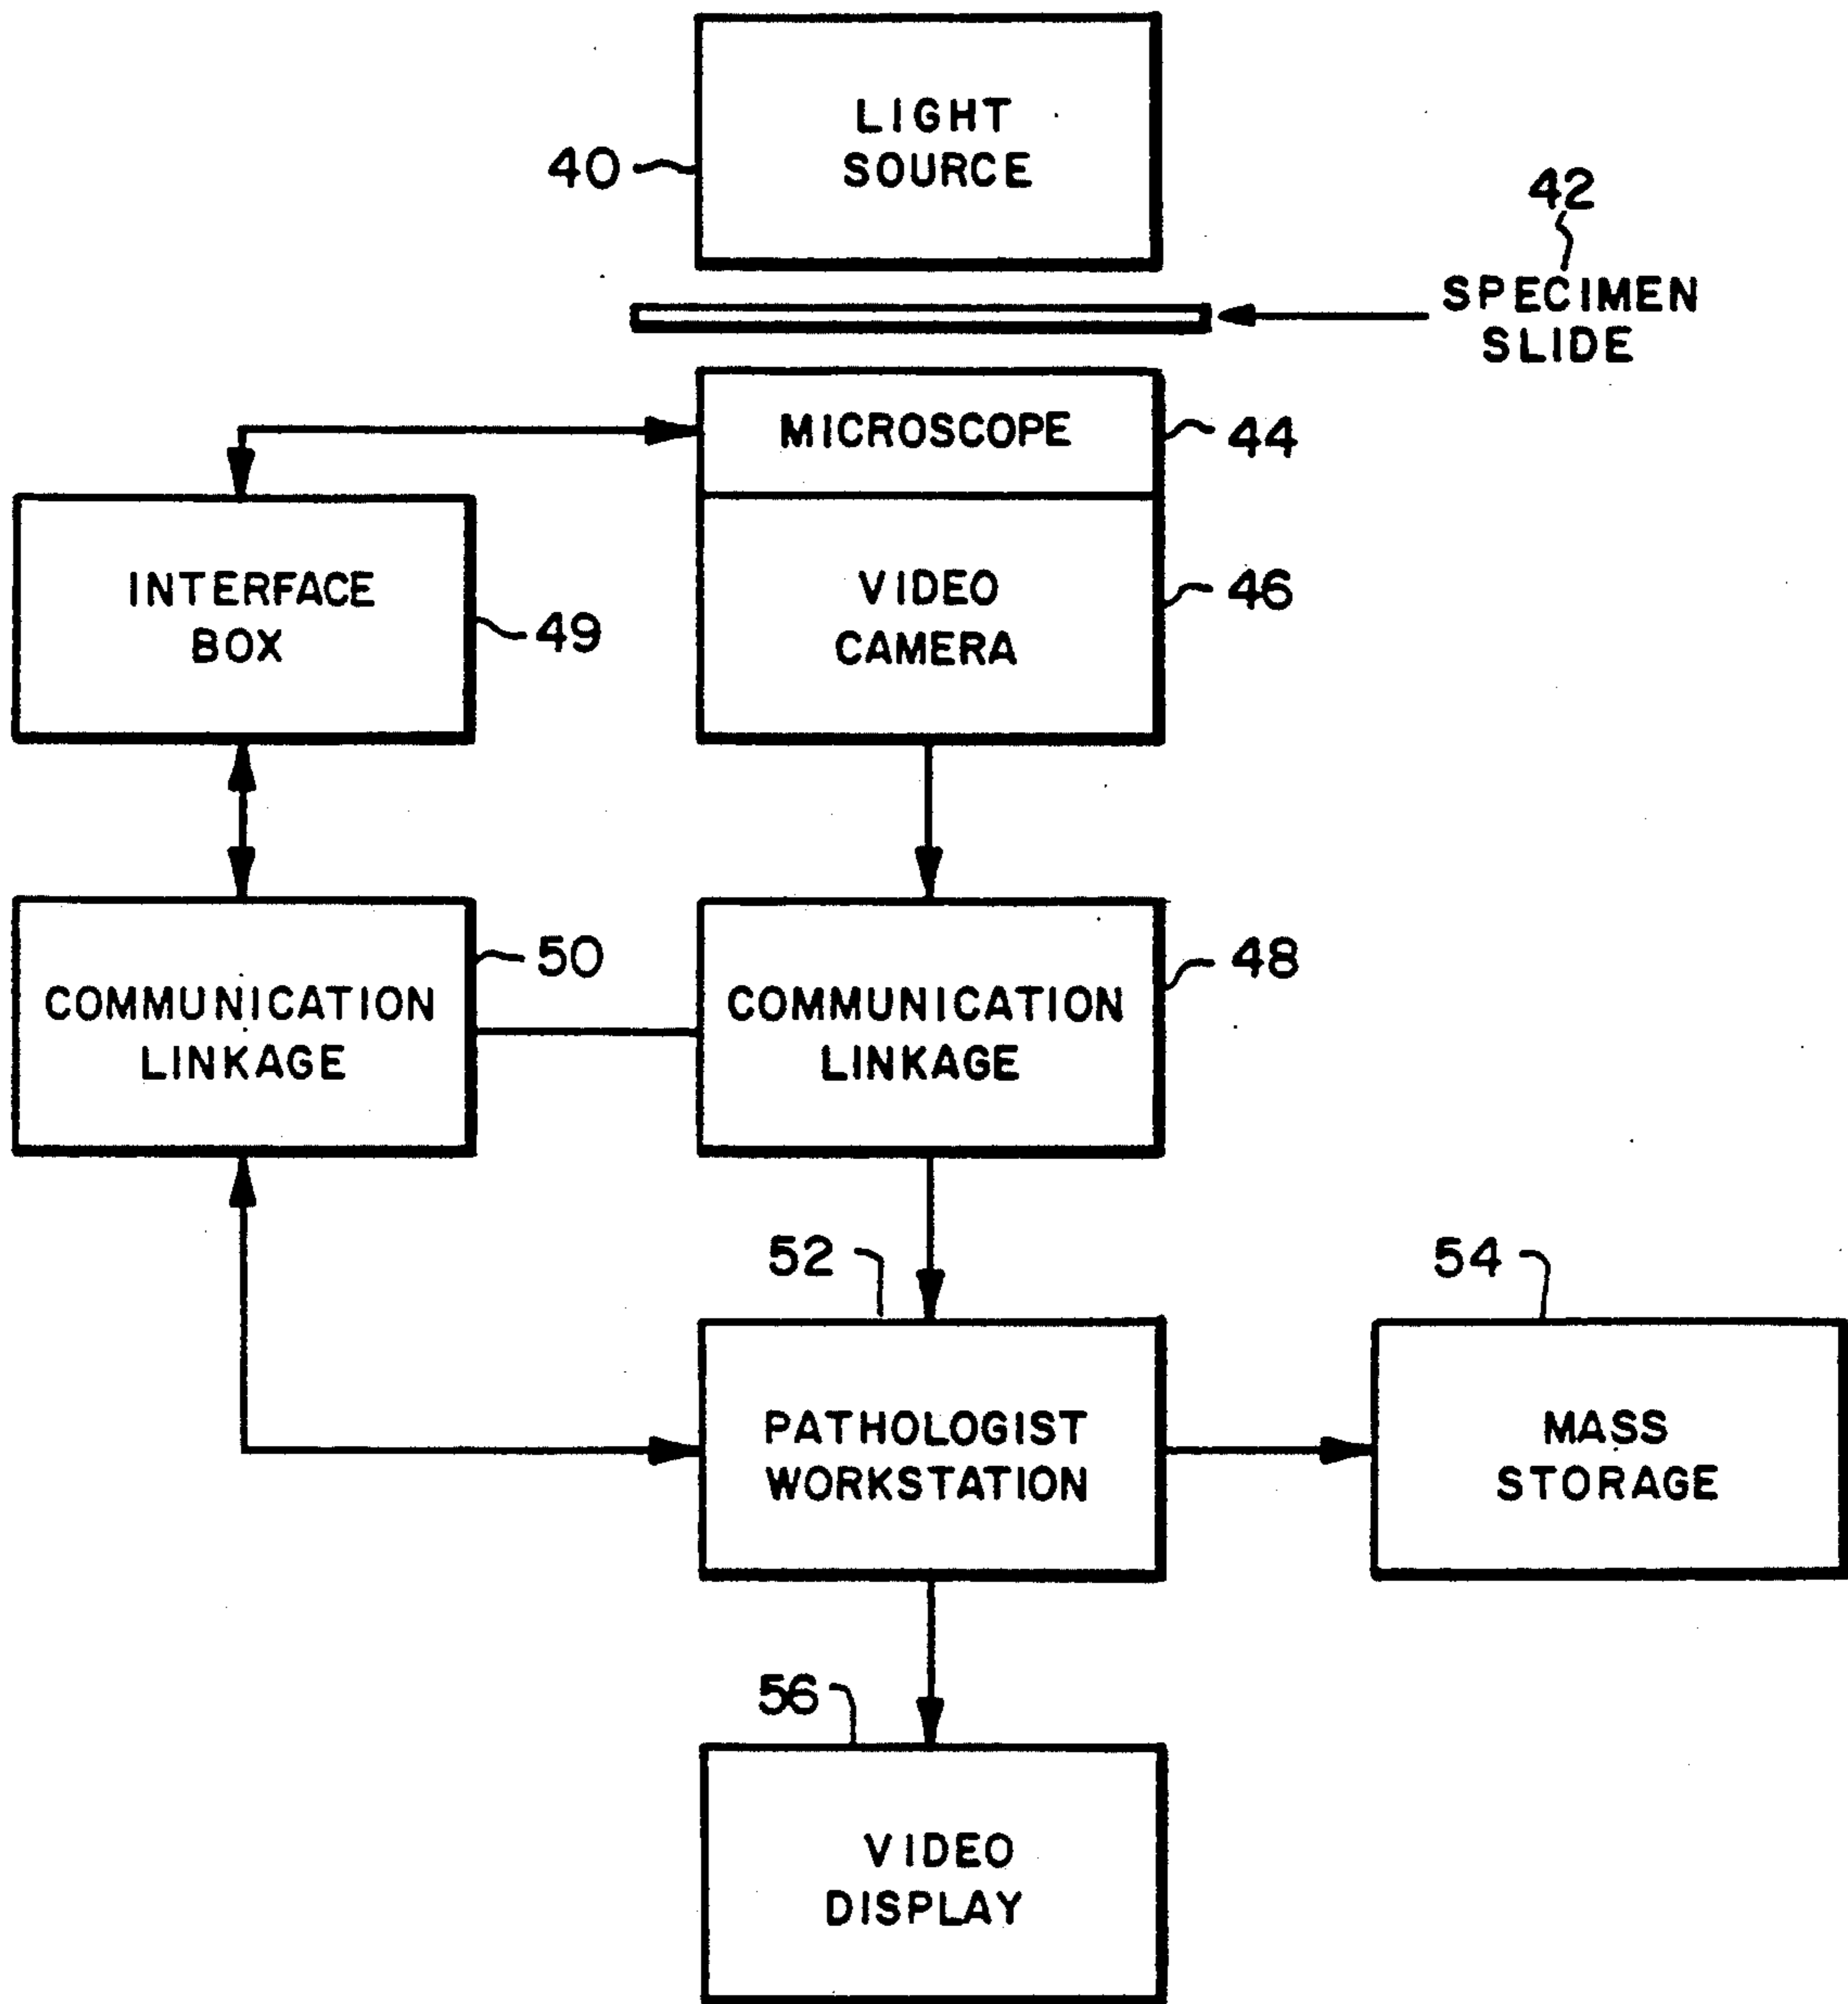 LIGHT
SOURCE
40
42
SPECIMEN
SLIDE
MICROSCOPE
44
INTERFACE
BOX
49
VIDEO
CAMERA
46
COMMUNICATION
LINKAGE
50
COMMUNICATION
LINKAGE
48
52
PATHOLOGIST
WORKSTATION
54
MASS
STORAGE
56
VIDEO
DISPLAY